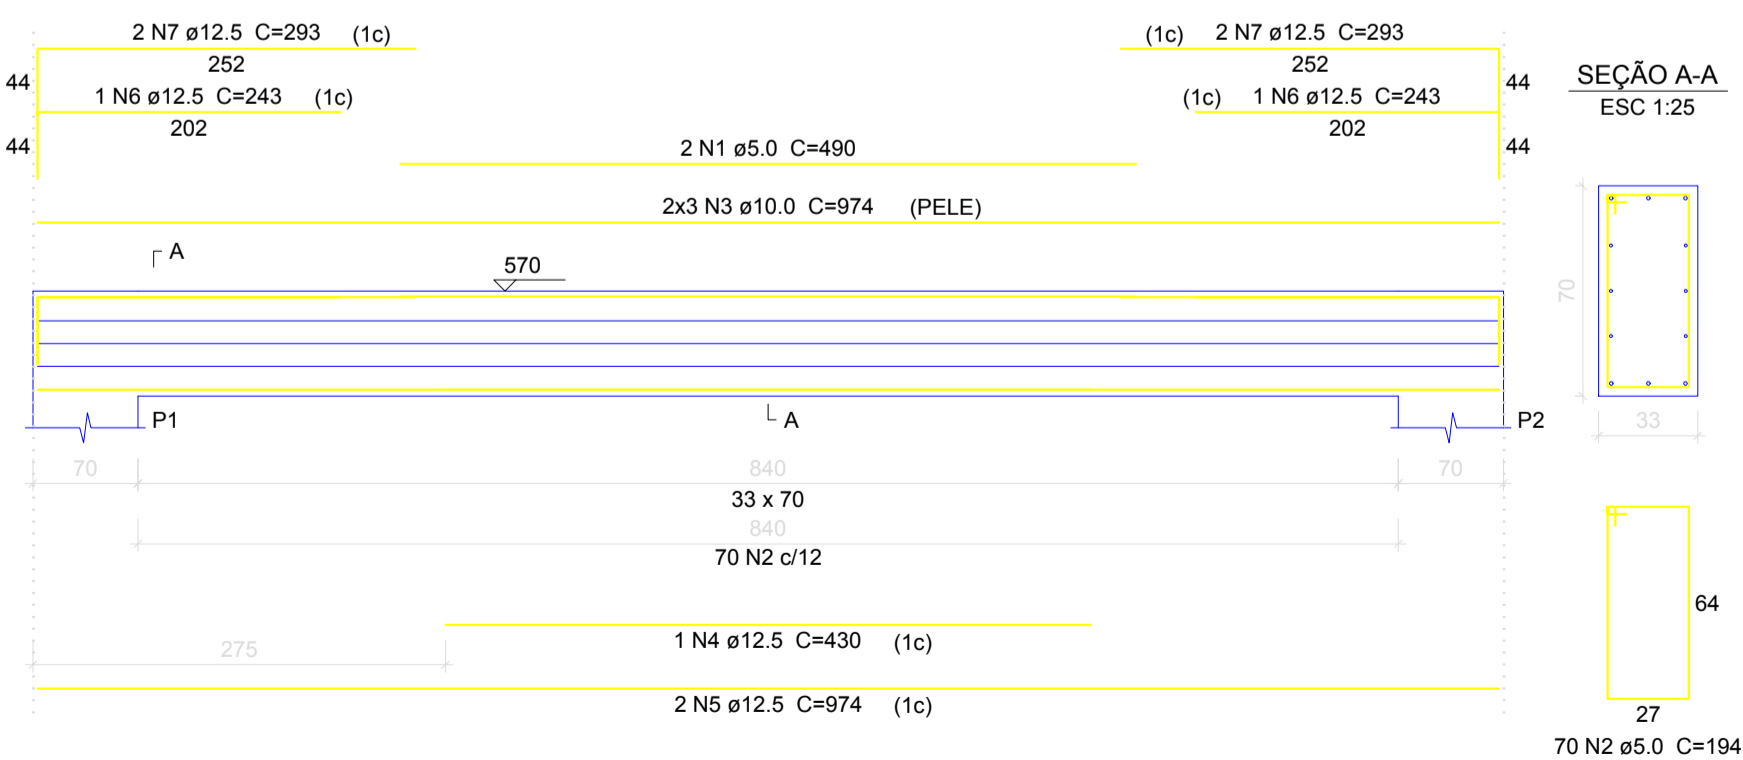 2 N7 ø12.5 C=293 (1c)
252
(1c) 2 N7 ø12.5 C=293
252
44
44
SEÇÃO A-A
ESC 1:25
1 N6 ø12.5 C=243 (1c)
202
(1c) 1 N6 ø12.5 C=243
202
44
44
2 N1 ø5.0 C=490
2x3 N3 ø10.0 C=974 (PELE)
A
570
70
33
P1
A
P2
70
840
70
33 x 70
840
70 N2 c/12
275
1 N4 ø12.5 C=430 (1c)
2 N5 ø12.5 C=974 (1c)
64
27
70 N2 ø5.0 C=194